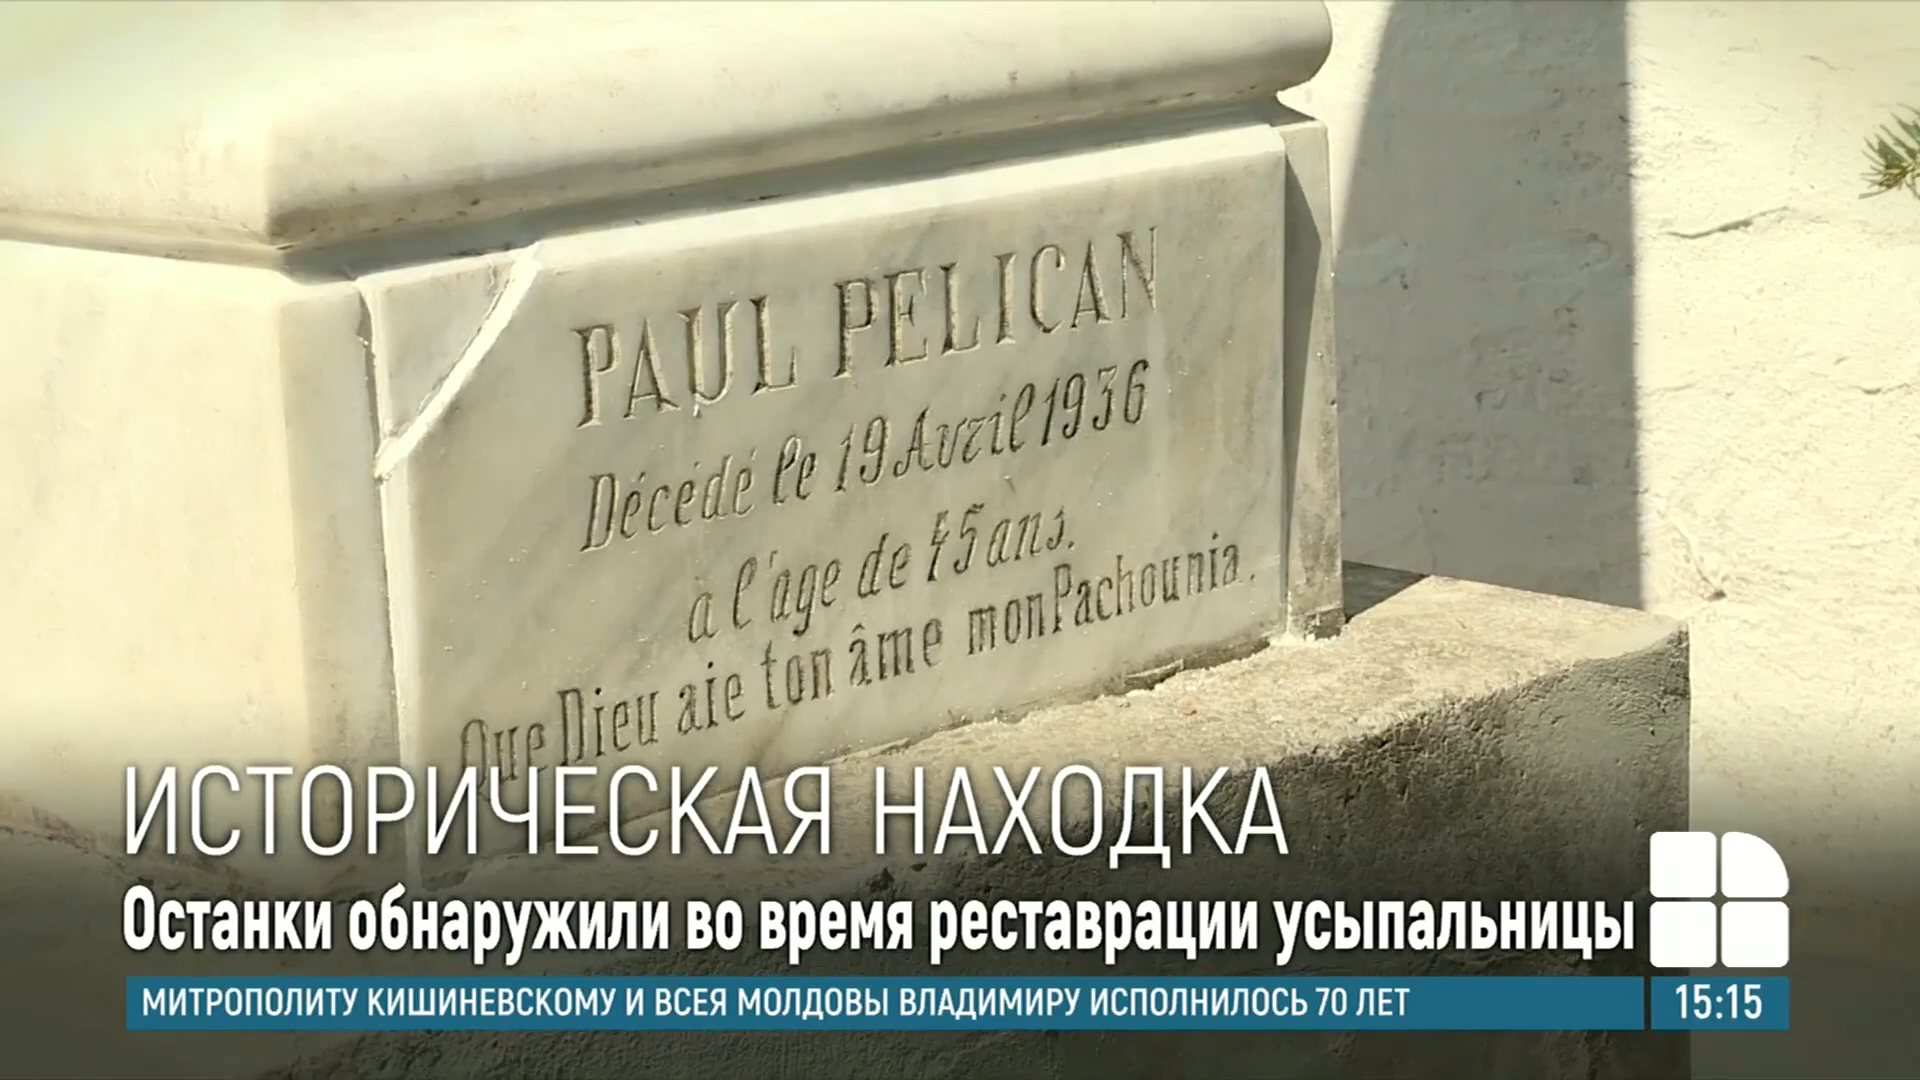 PAUL PELICAN
Décédé le 19 Avril 1936
a l'age de 45 ans.
Que Dieu aie ton âme mon Pachounia.
ИСТОРИЧЕСКАЯ НАХОДКА
Останки обнаружили во время реставрации усыпальницы
МИТРОПОЛИТУ КИШИНЕВСКОМУ И ВСЕЯ МОЛДОВЫ ВЛАДИМИРУ ИСПОЛНИЛОСЬ 70 ЛЕТ
15:15